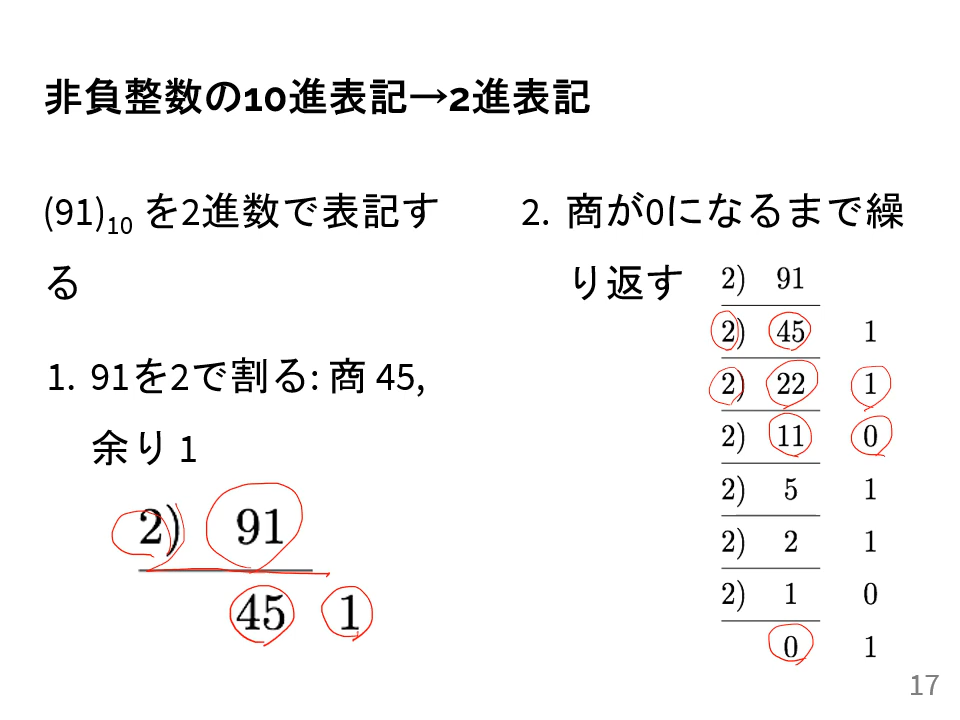 非負整数の10進表記→2進表記
(91)10 を2進数で表記す
る
1. 91を2で割る: 商 45,
余り 1
2) 91
45 1
2. 商が0になるまで繰
り返す
2) 91
2) 45 1
2) 22 1
2) 11 0
2) 5 1
2) 2 1
2) 1 0
0 1
17